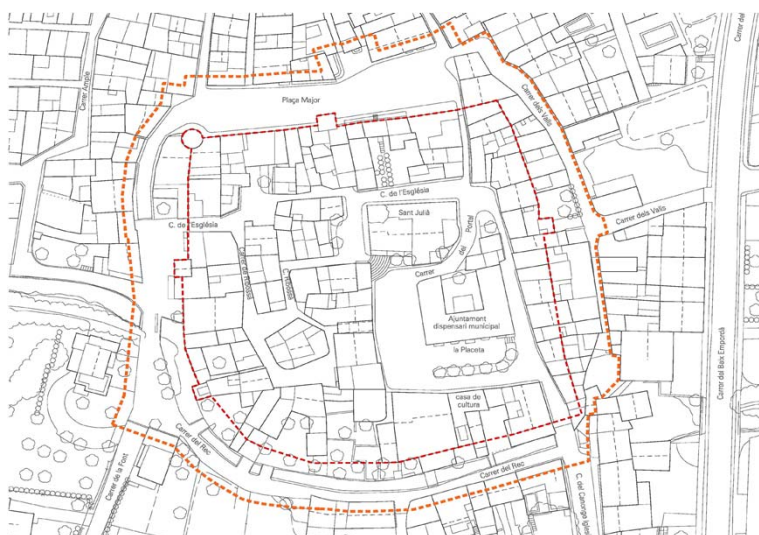 Carrer Ample
Plaça Major
Carrer dels Valls
Carrer del
C. de l'Església
Sant Julià
C. de l'Església
Carrer dels Valls
Carrer del Portal
Ajuntament
dispensari municipal
la Placeta
casa de
cultura
Carrer del Rec
Carrer del Rec
Carrer de la Font
Carrer del Baix Empordà